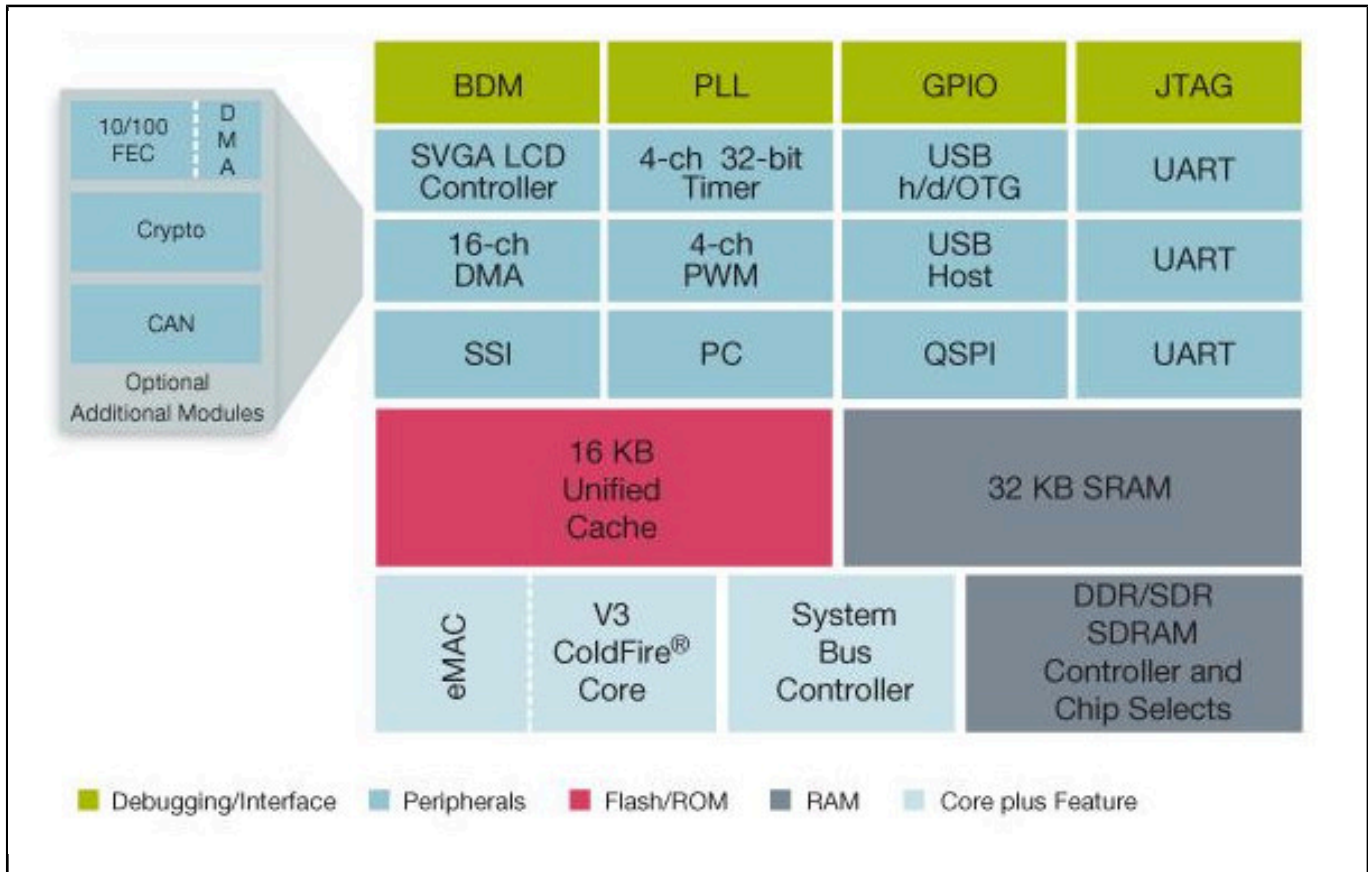 BDM
PLL
GPIO
JTAG
10/100
FEC
D
M
A
Crypto
CAN
Optional
Additional Modules
SVGA LCD
Controller
4-ch 32-bit
Timer
USB
h/d/OTG
UART
16-ch
DMA
4-ch
PWM
USB
Host
UART
SSI
PC
QSPI
UART
16 KB
Unified
Cache
32 KB SRAM
eMAC
V3
ColdFire®
Core
System
Bus
Controller
DDR/SDR
SDRAM
Controller and
Chip Selects
Debugging/Interface
Peripherals
Flash/ROM
RAM
Core plus Feature